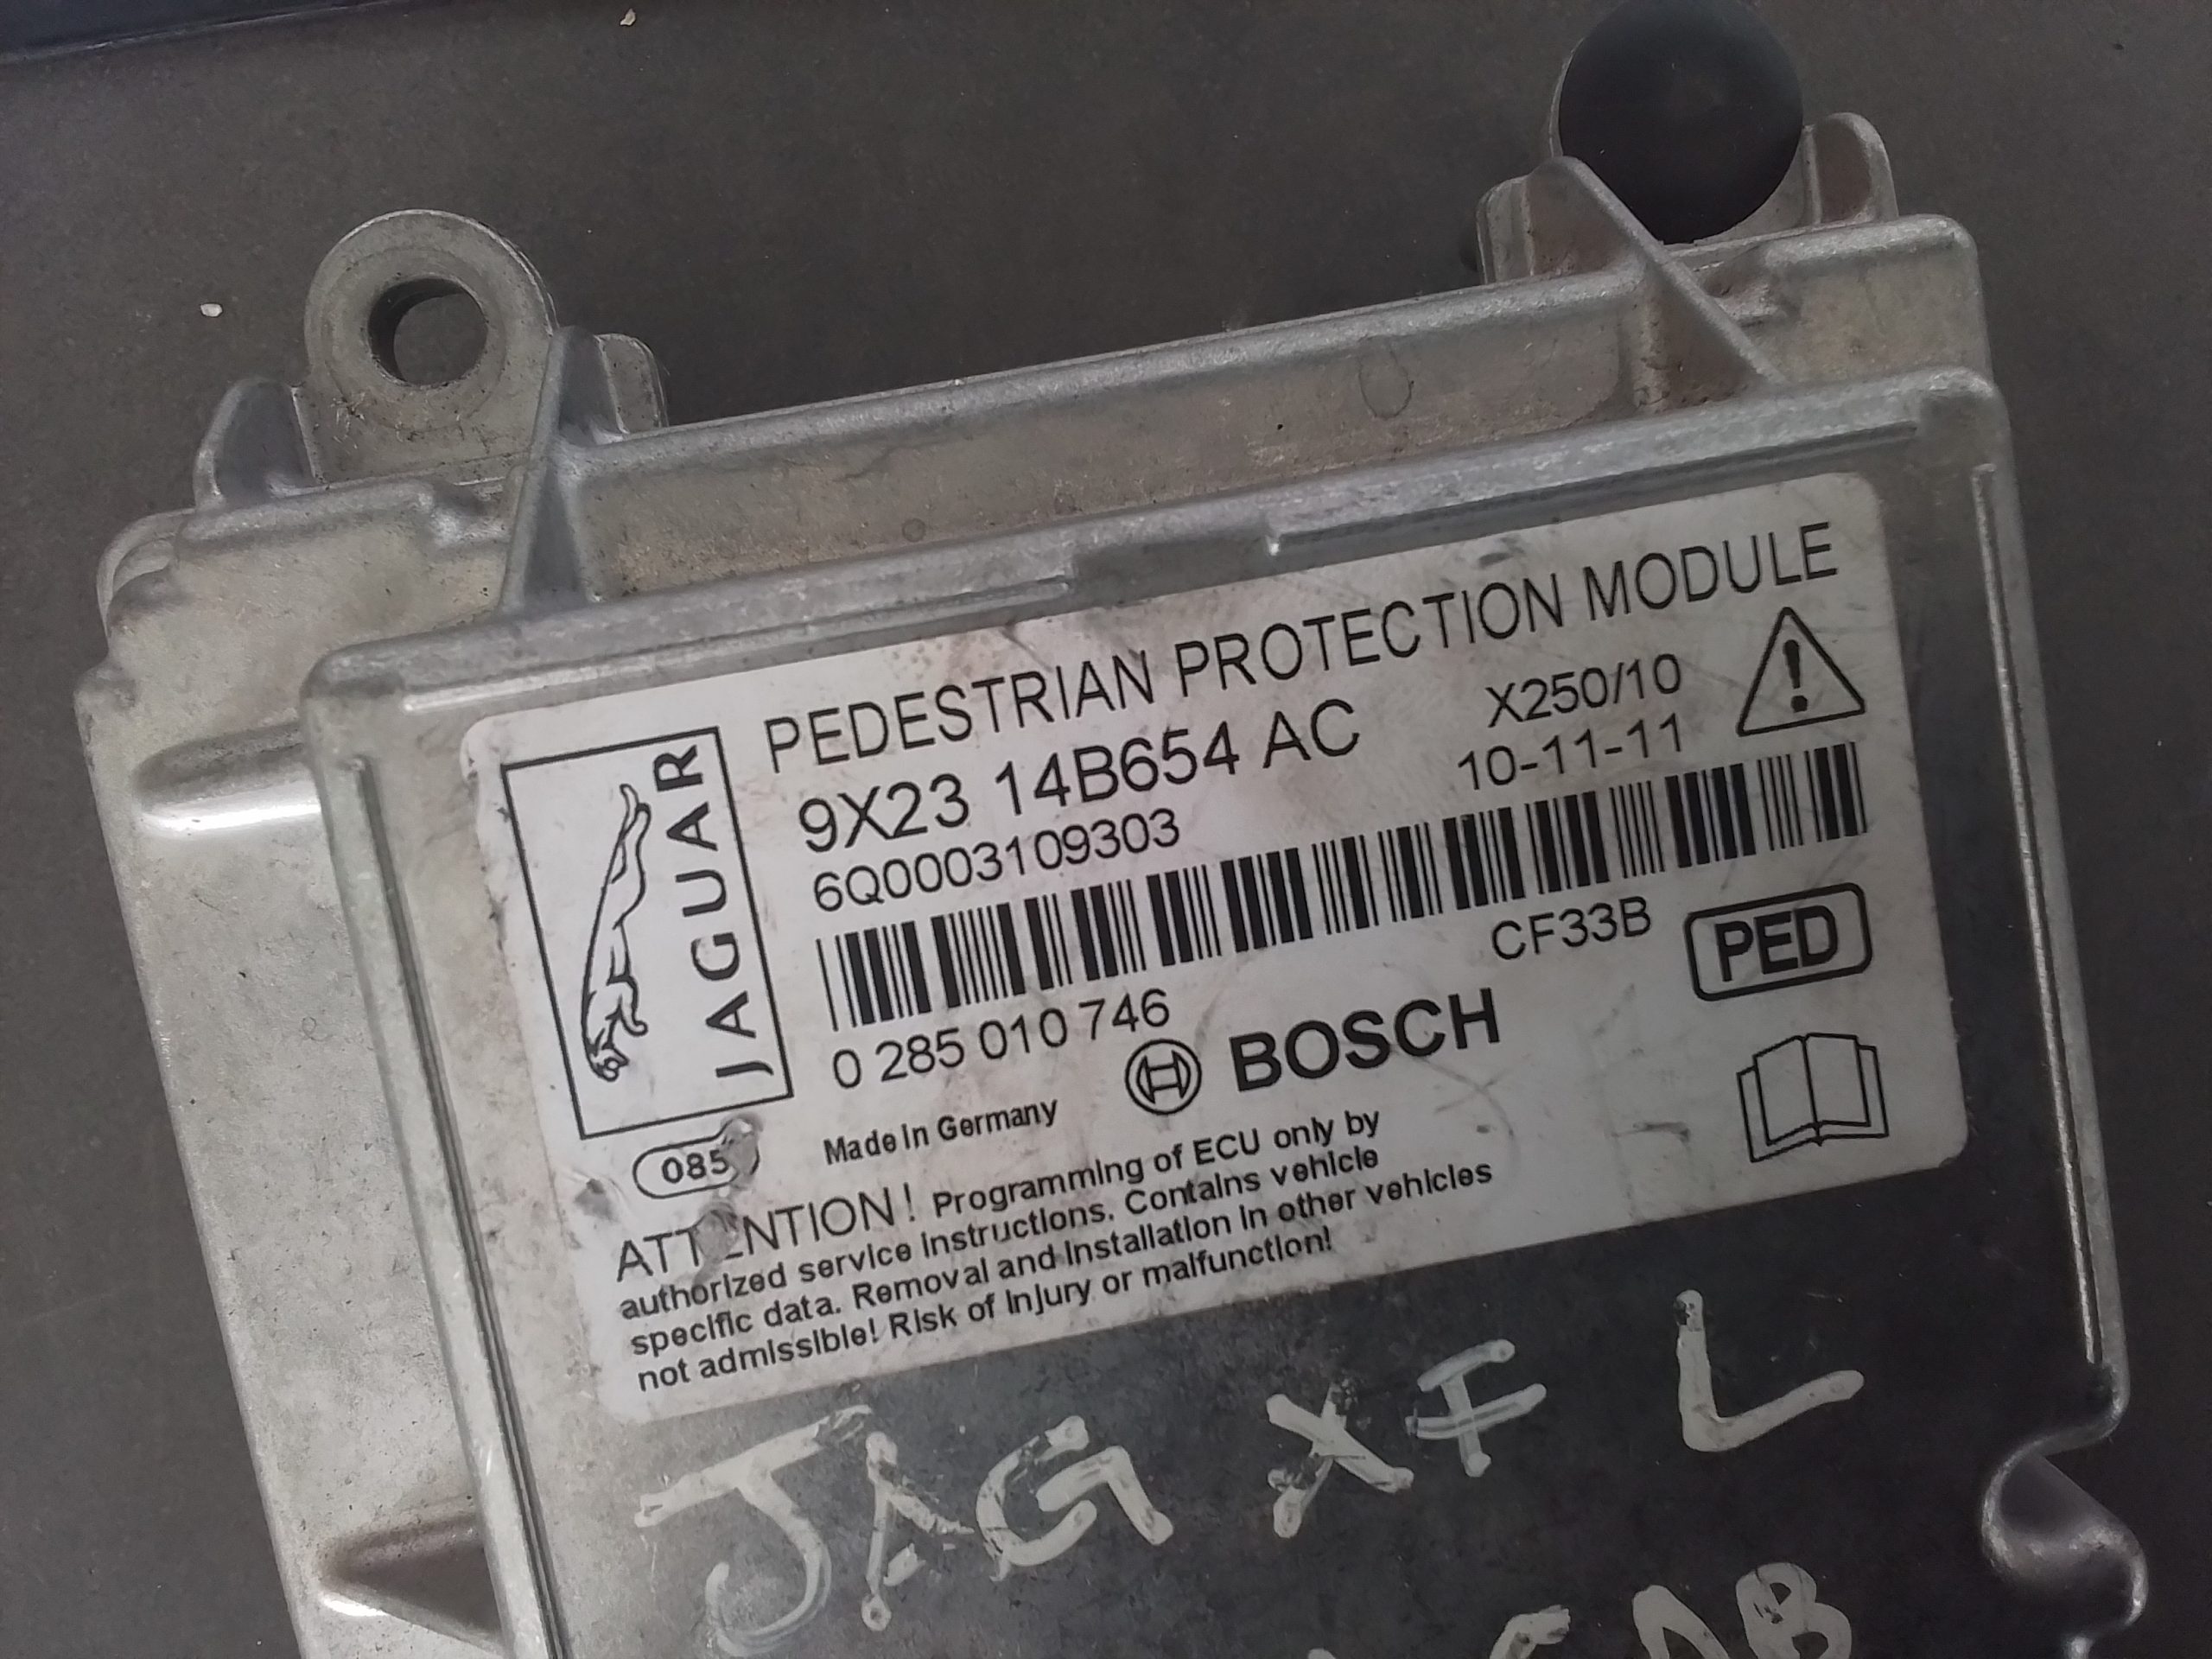 PEDESTRIAN PROTECTION MODULE
9X23 14B654 AC
X250/10
6Q0003109303
10-11-11
JAGUAR
CF33B
PED
0 285 010 746
BOSCH
Made in Germany
085
ATTENTION! Programming of ECU only by
authorized service instructions. Contains vehicle
specific data. Removal and installation in other vehicles
not admissible! Risk of injury or malfunction!
JAG XF L